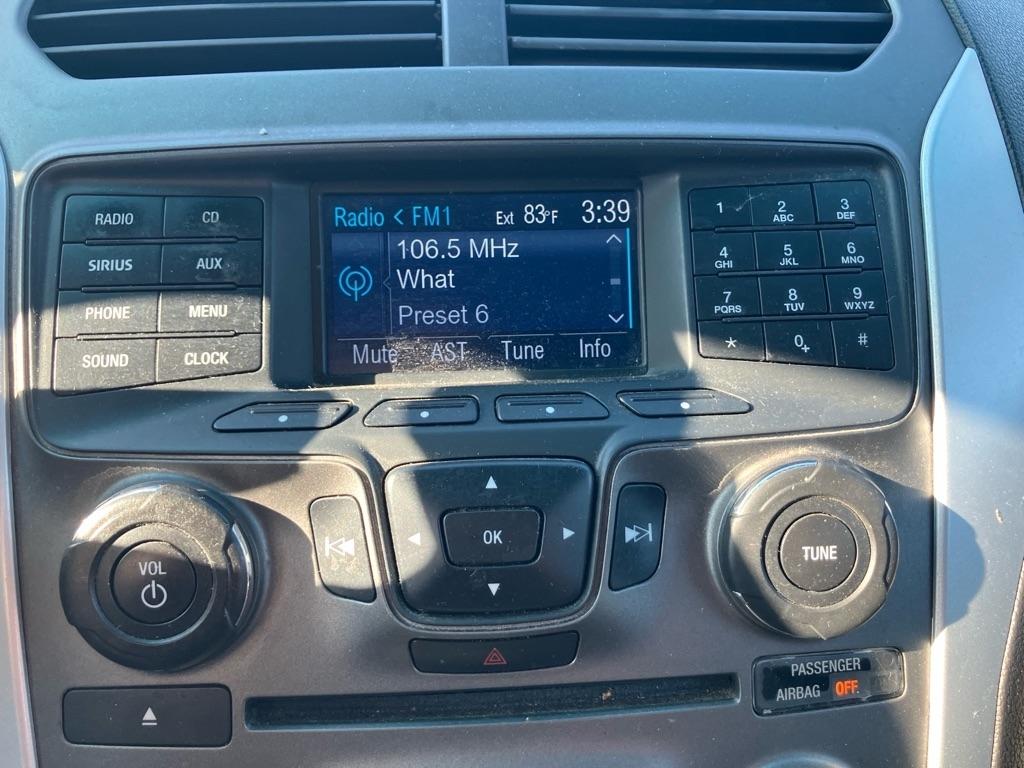 Radio < FM1 Ext 83°F 3:39
106.5 MHz
What
Preset 6
Mute AST Tune Info
RADIO CD
SIRIUS AUX
PHONE MENU
SOUND CLOCK
1 2 ABC 3 DEF
4 GHI 5 JKL 6 MNO
7 PQRS 8 TUV 9 WXYZ
* 0+ #
VOL
OK
TUNE
PASSENGER
AIRBAG OFF